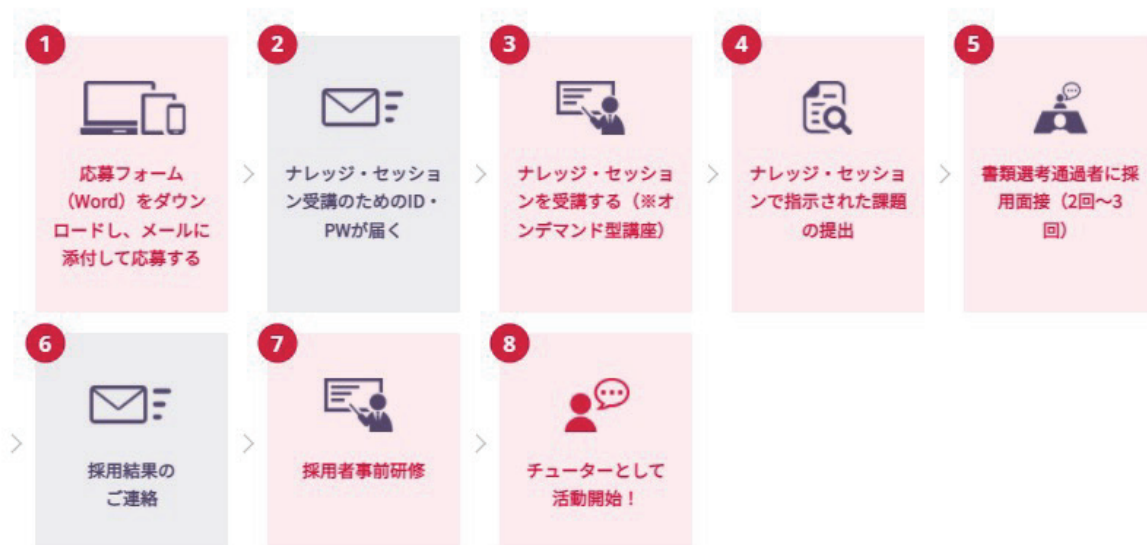 1
応募フォーム
（Word）をダウン
ロードし、メールに
添付して応募する
2
ナレッジ・セッショ
ン受講のためのID・
PWが届く
3
ナレッジ・セッショ
ンを受講する（※オ
ンデマンド型講座）
4
ナレッジ・セッショ
ンで指示された課題
の提出
5
書類選考通過者に採
用面接（2回〜3
回）
6
採用結果の
ご連絡
7
採用者事前研修
8
チューターとして
活動開始！